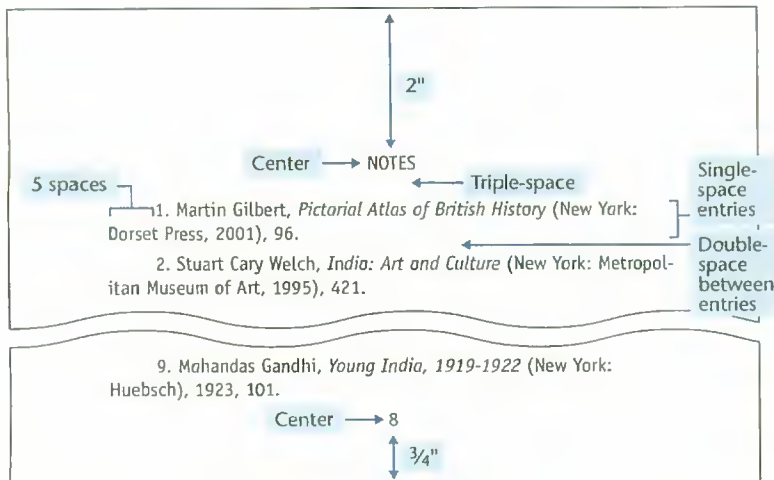 2"
Center NOTES
5 spaces
Triple-space
Single-
space
entries
1. Martin Gilbert, Pictorial Atlas of British History (New York:
Dorset Press, 2001), 96.
Double-
space
between
entries
2. Stuart Cary Welch, India: Art and Culture (New York: Metropol-
itan Museum of Art, 1995), 421.
9. Mahandas Gandhi, Young India, 1919-1922 (New York:
Huebsch), 1923, 101.
Center 8
3/4"